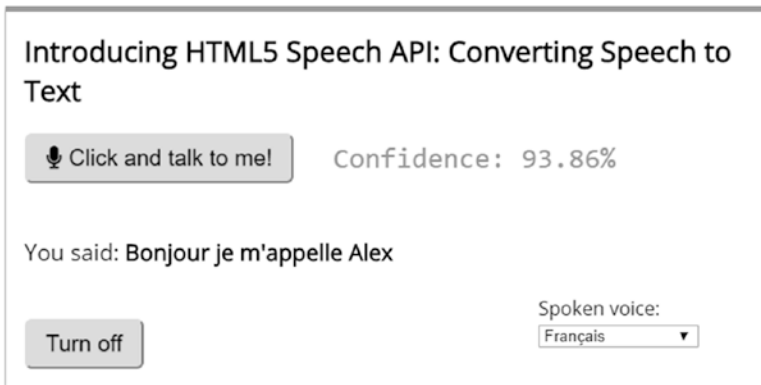 Introducing HTML5 Speech API: Converting Speech to
Text
Click and talk to me!
Confidence: 93.86%
You said: Bonjour je m'appelle Alex
Spoken voice:
Français
Turn off